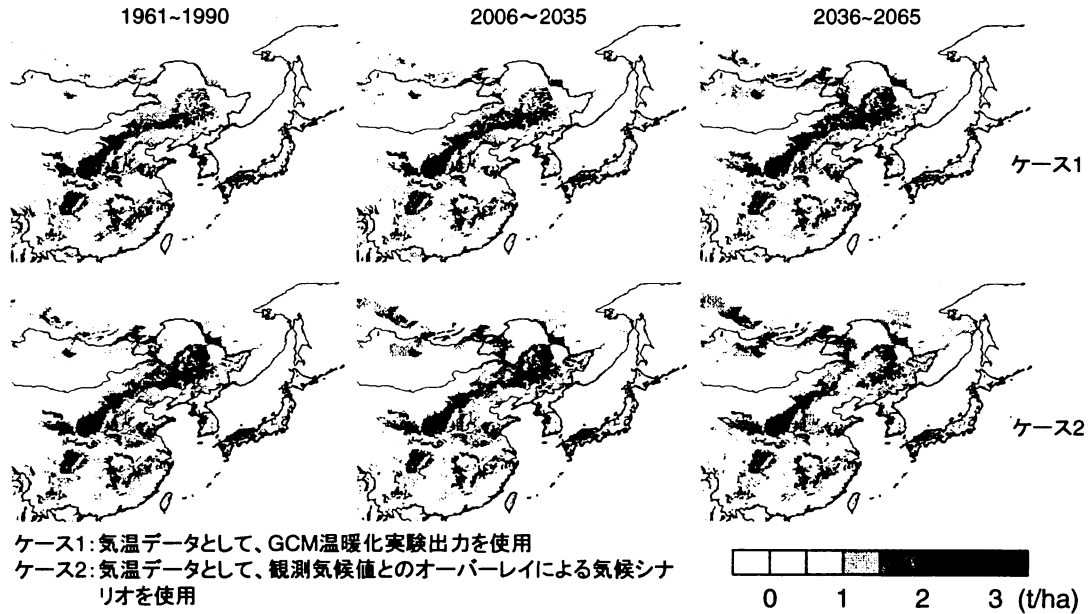 1961~1990
2006～2035
2036~2065
ケース1
ケース2
ケース1:気温データとして、GCM温暖化実験出力を使用
ケース2:気温データとして、観測気候値とのオーバーレイによる気候シナ
リオを使用
0 1 2 3 (t/ha)